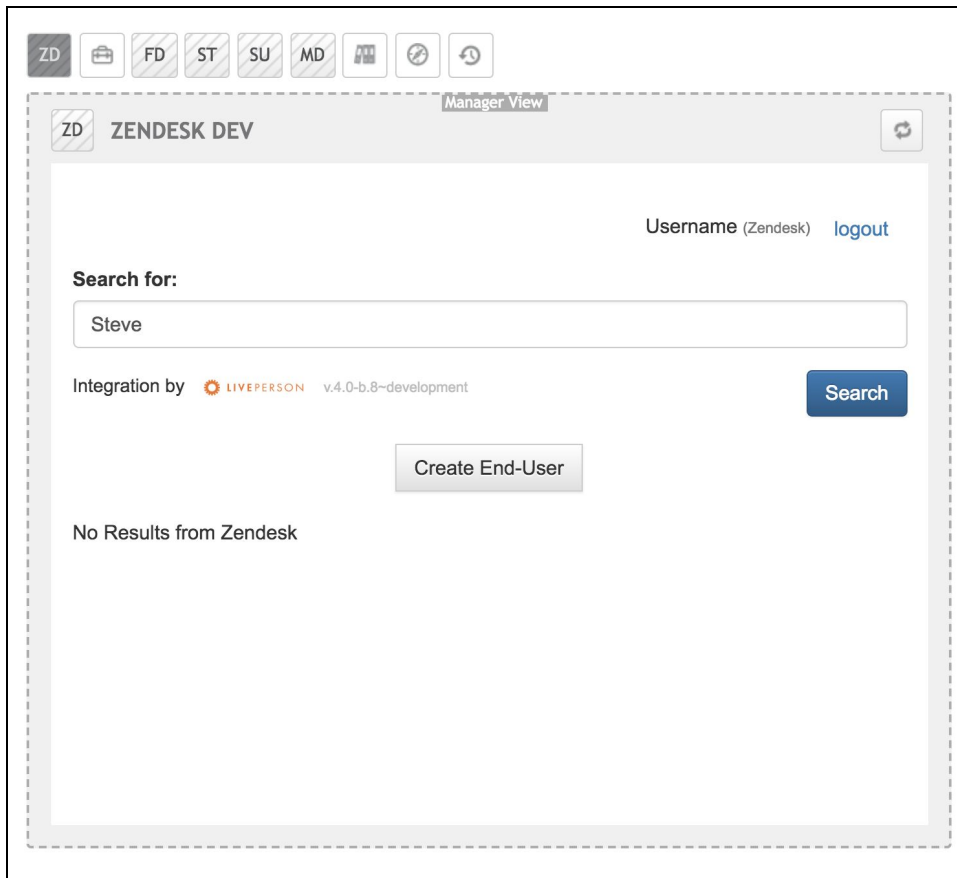 ZD FD ST SU MD
Manager View
ZD ZENDESK DEV
Username (Zendesk) logout
Search for:
Steve
Integration by LIVEPERSON v.4.0-b.8~development
Search
Create End-User
No Results from Zendesk